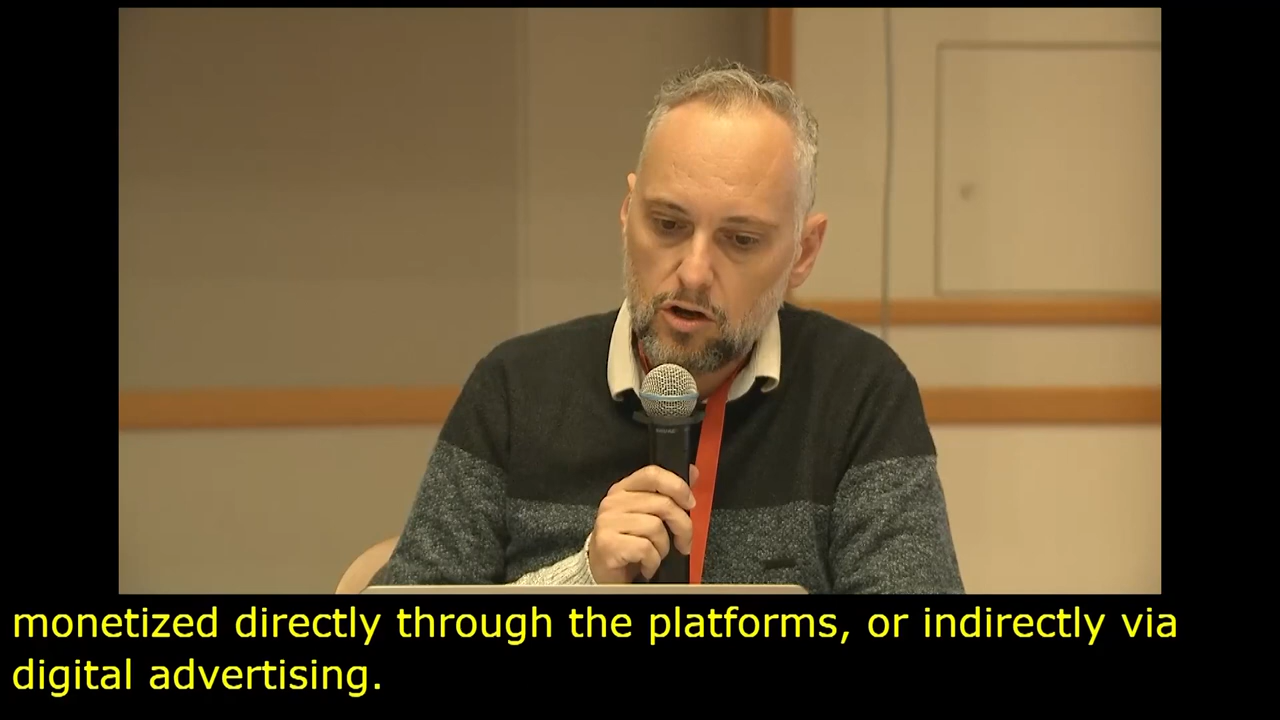 monetized directly through the platforms, or indirectly via
digital advertising.